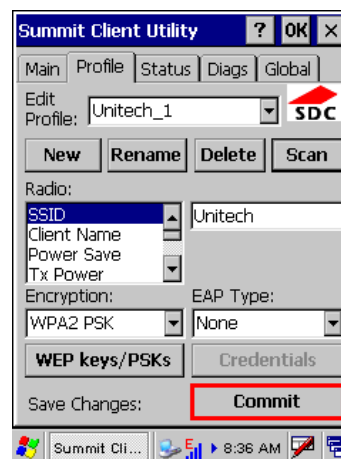 Summit Client Utility ? OK ×
Main Profile Status Diags Global
Edit
Profile: Unitech_1
SDC
New Rename Delete Scan
Radio:
SSID Unitech
Client Name
Power Save
Tx Power
Encryption: EAP Type:
WPA2 PSK None
WEP keys/PSKs Credentials
Save Changes: Commit
Summit Cli... 8:36 AM